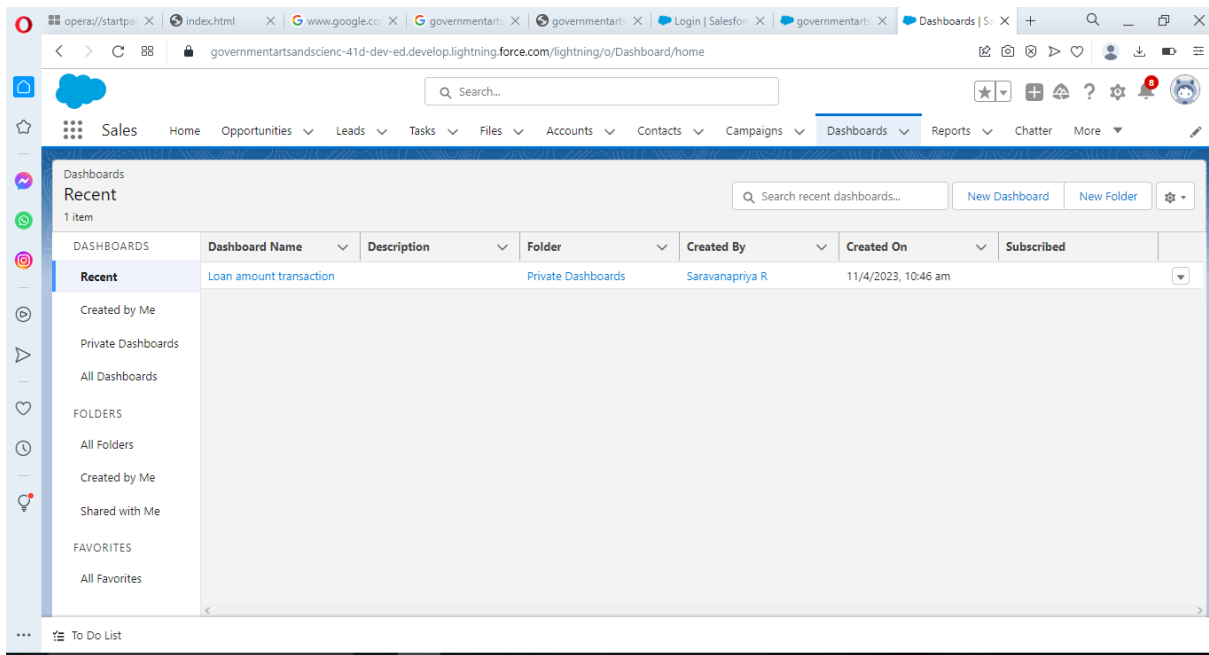 opera://startpa
index.html
www.google.co
governmentarts
governmentarts
Login | Salesfor
governmentarts
Dashboards | Sa
governmentartsandscienc-41d-dev-ed.develop.lightning.force.com/lightning/o/Dashboard/home
Search...
8
Sales Home Opportunities Leads Tasks Files Accounts Contacts Campaigns Dashboards Reports Chatter More
Dashboards
Recent
1 item
Search recent dashboards...
New Dashboard
New Folder
DASHBOARDS
Dashboard Name Description Folder Created By Created On Subscribed
Recent
Loan amount transaction Private Dashboards Saravanapriya R 11/4/2023, 10:46 am
Created by Me
Private Dashboards
All Dashboards
FOLDERS
All Folders
Created by Me
Shared with Me
FAVORITES
All Favorites
To Do List